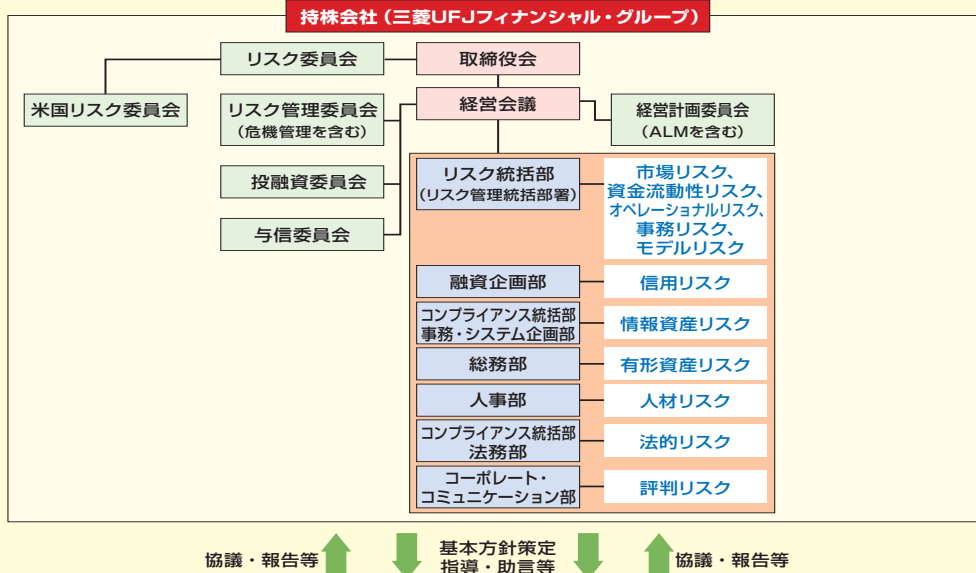 持株会社(三菱UFJフィナンシャル・グループ)
リスク委員会
取締役会
米国リスク委員会
リスク管理委員会
(危機管理を含む)
経営会議
経営計画委員会
(ALMを含む)
投融資委員会
与信委員会
リスク統括部
(リスク管理統括部署)
市場リスク、
資金流動性リスク、
オペレーショナルリスク、
事務リスク、
モデルリスク
融資企画部
信用リスク
コンプライアンス統括部
事務・システム企画部
情報資産リスク
総務部
有形資産リスク
人事部
人材リスク
コンプライアンス統括部
法務部
法的リスク
コーポレート・
コミュニケーション部
評判リスク
協議・報告等
基本方針策定
指導・助言等
協議・報告等